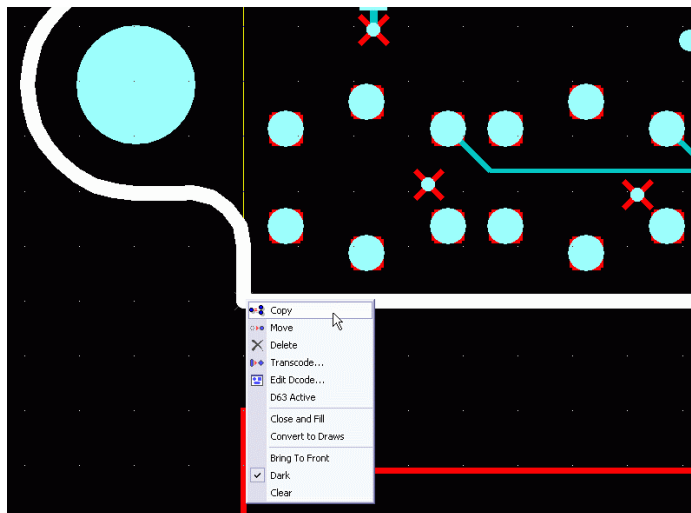 Copy
Move
Delete
Transcode...
Edit Dcode...
D63 Active
Close and Fill
Convert to Draws
Bring To Front
Dark
Clear